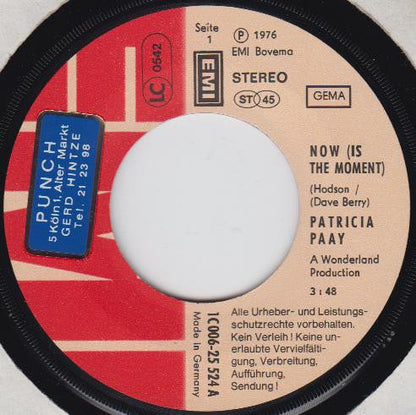 Seite
1
Ⓟ 1976
EMI Bovema
LC 0542
EMI
STEREO
ST 45
GEMA
PUNCH
5 Köln 1, Alter Markt
GERD HINTZE
Tel. 21 23 98
NOW (IS
THE MOMENT)
(Hodson /
Dave Berry)
PATRICIA
PAAY
A Wonderland
Production
3:48
1C006-25 524 A
Made in Germany
Alle Urheber- und Leistungs-
schutzrechte vorbehalten.
Kein Verleih! Keine un-
erlaubte Vervielfälti-
gung, Verbreitung,
Aufführung,
Sendung!